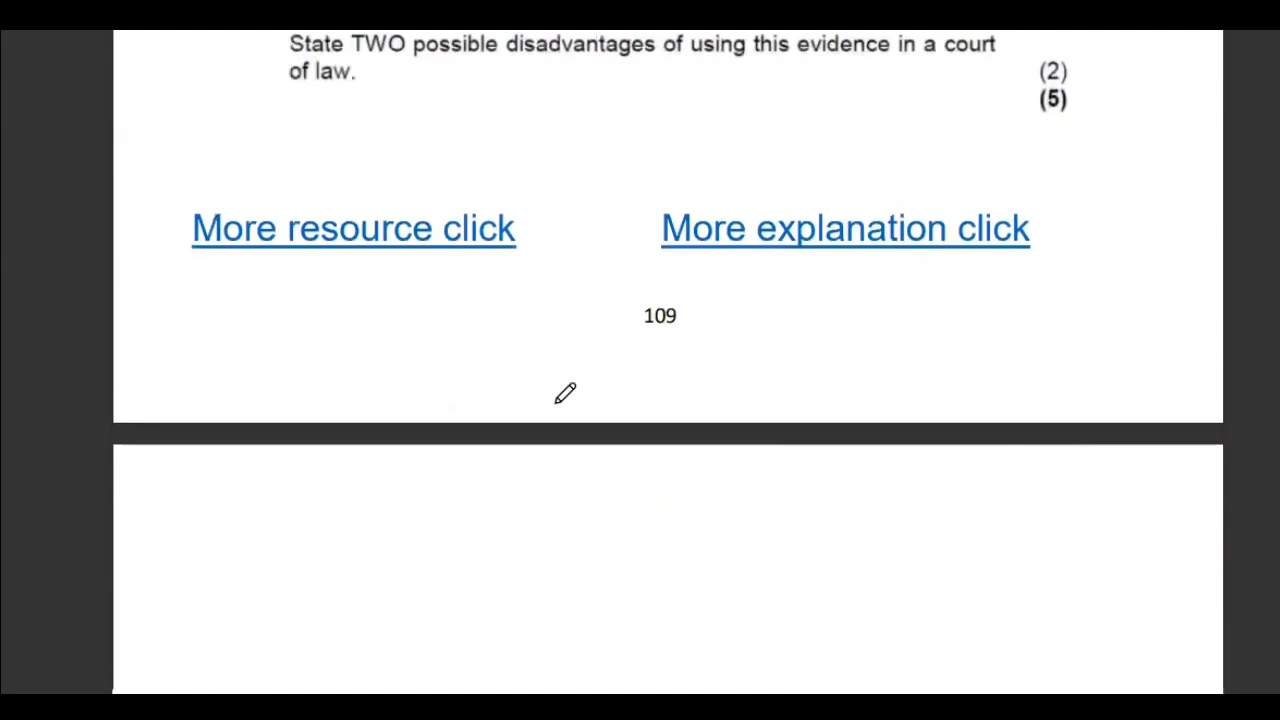 State TWO possible disadvantages of using this evidence in a court
of law.
(2)
(5)
More resource click
More explanation click
109